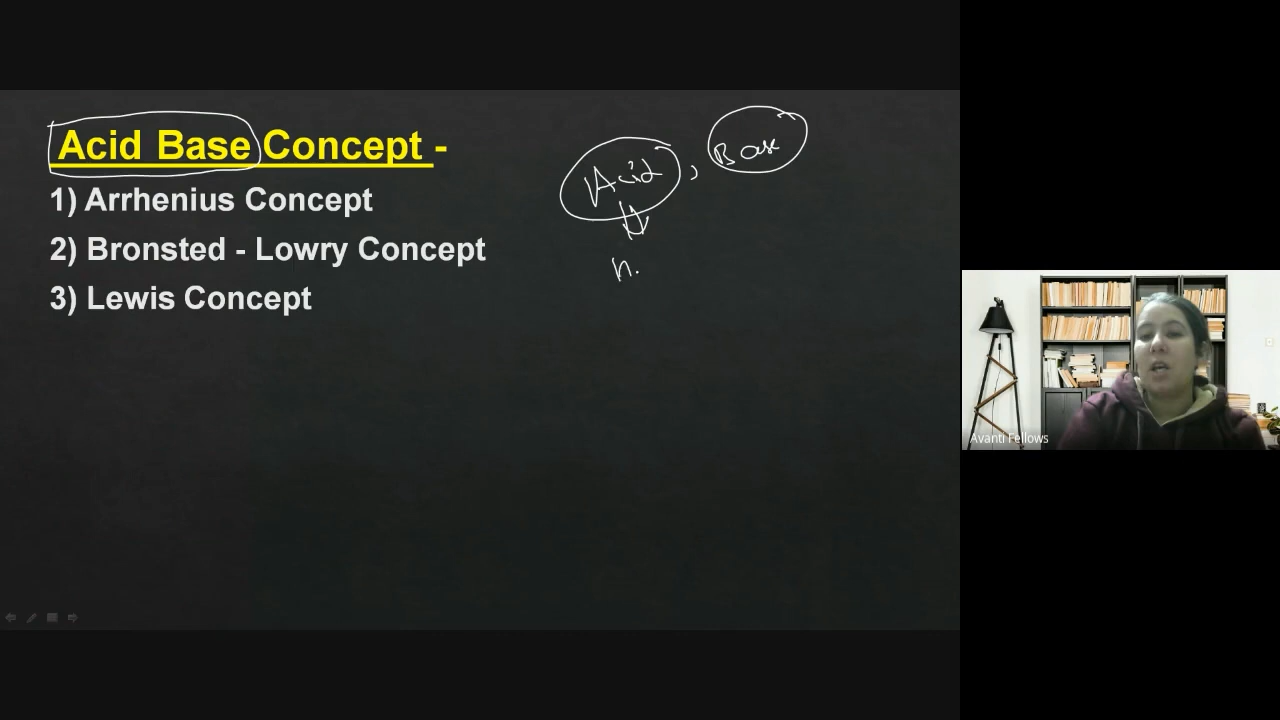 Acid Base Concept -
1) Arrhenius Concept
2) Bronsted - Lowry Concept
3) Lewis Concept
Acid, Base
n.
Avanti Fellows